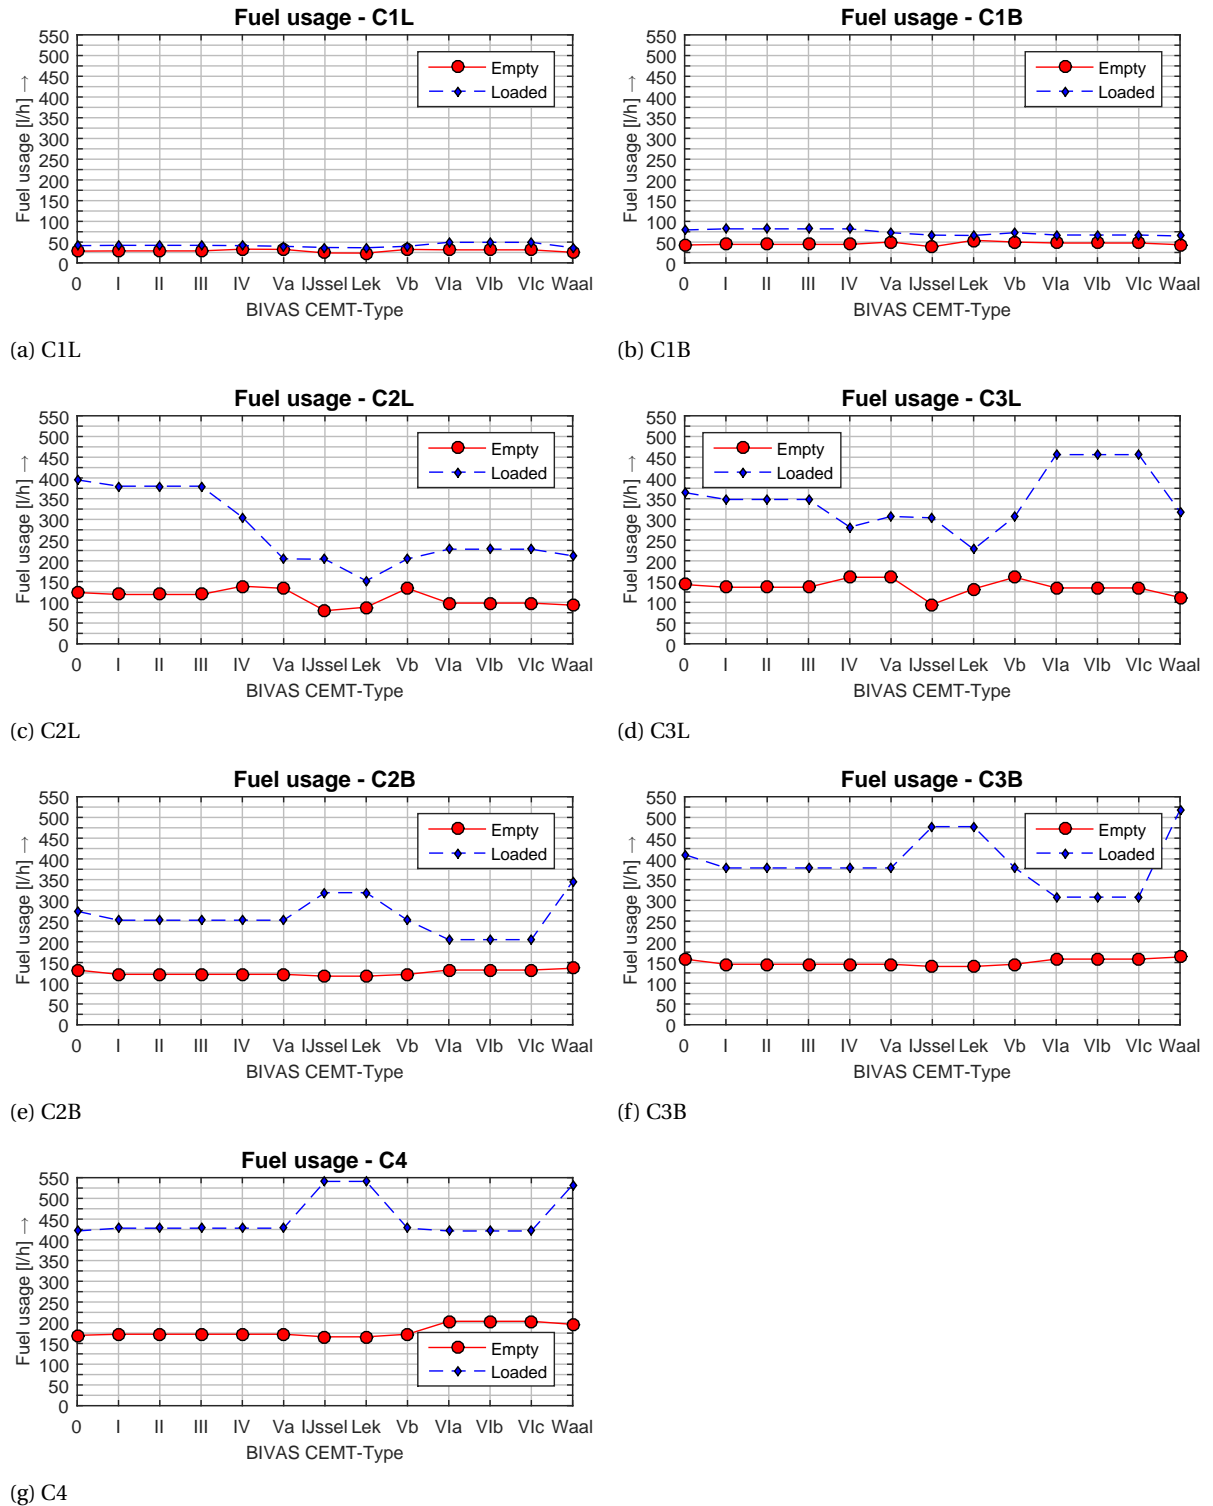 Fuel usage - C1L
550
500
450
400
350
300
250
200
150
100
50
0
Fuel usage [l/h] →
Empty
Loaded
0 I II III IV Va IJssel Lek Vb VIa VIb VIc Waal
BIVAS CEMT-Type
(a) C1L
Fuel usage - C1B
550
500
450
400
350
300
250
200
150
100
50
0
Fuel usage [l/h] →
Empty
Loaded
0 I II III IV Va IJssel Lek Vb VIa VIb VIc Waal
BIVAS CEMT-Type
(b) C1B
Fuel usage - C2L
550
500
450
400
350
300
250
200
150
100
50
0
Fuel usage [l/h] →
Empty
Loaded
0 I II III IV Va IJssel Lek Vb VIa VIb VIc Waal
BIVAS CEMT-Type
(c) C2L
Fuel usage - C3L
550
500
450
400
350
300
250
200
150
100
50
0
Fuel usage [l/h] →
Empty
Loaded
0 I II III IV Va IJssel Lek Vb VIa VIb VIc Waal
BIVAS CEMT-Type
(d) C3L
Fuel usage - C2B
550
500
450
400
350
300
250
200
150
100
50
0
Fuel usage [l/h] →
Empty
Loaded
0 I II III IV Va IJssel Lek Vb VIa VIb VIc Waal
BIVAS CEMT-Type
(e) C2B
Fuel usage - C3B
550
500
450
400
350
300
250
200
150
100
50
0
Fuel usage [l/h] →
Empty
Loaded
0 I II III IV Va IJssel Lek Vb VIa VIb VIc Waal
BIVAS CEMT-Type
(f) C3B
Fuel usage - C4
550
500
450
400
350
300
250
200
150
100
50
0
Fuel usage [l/h] →
Empty
Loaded
0 I II III IV Va IJssel Lek Vb VIa VIb VIc Waal
BIVAS CEMT-Type
(g) C4